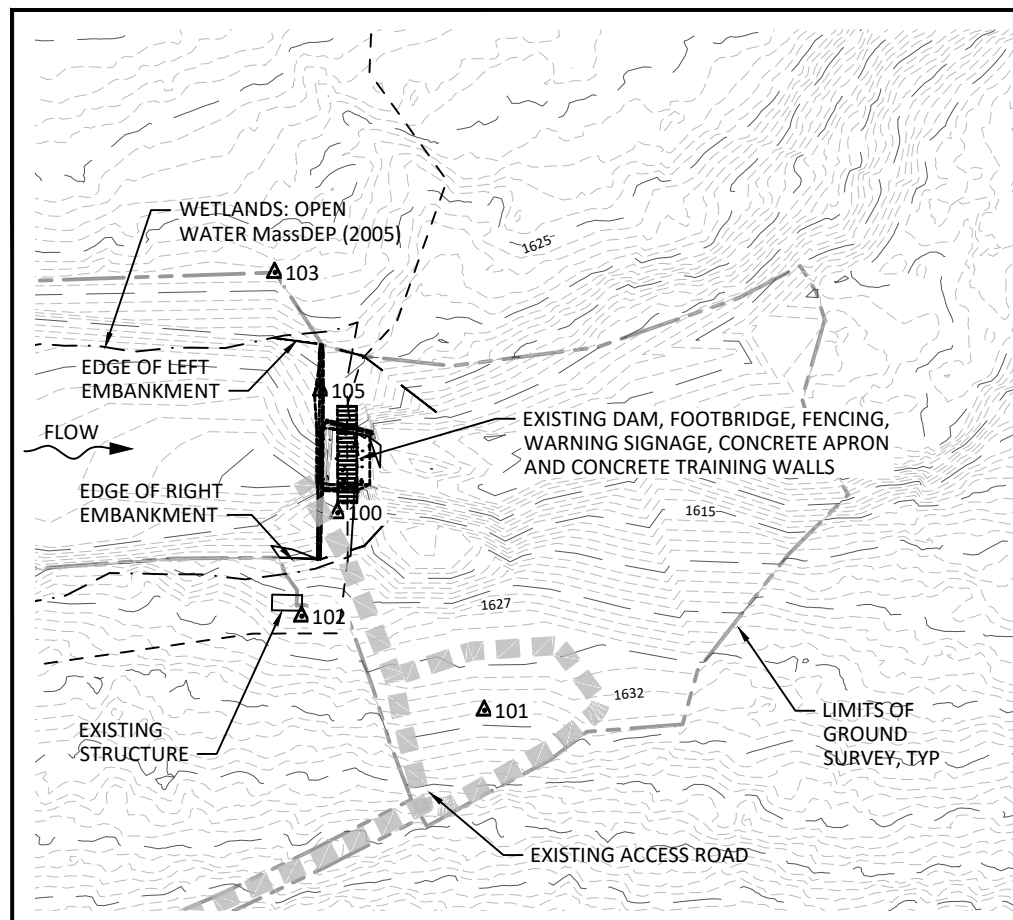 WETLANDS: OPEN
WATER MassDEP (2005)
1625
103
EDGE OF LEFT
EMBANKMENT
105
FLOW
EXISTING DAM, FOOTBRIDGE, FENCING,
WARNING SIGNAGE, CONCRETE APRON
AND CONCRETE TRAINING WALLS
EDGE OF RIGHT
EMBANKMENT
100
1615
1627
102
1632
101
EXISTING
STRUCTURE
LIMITS OF
GROUND
SURVEY, TYP
EXISTING ACCESS ROAD